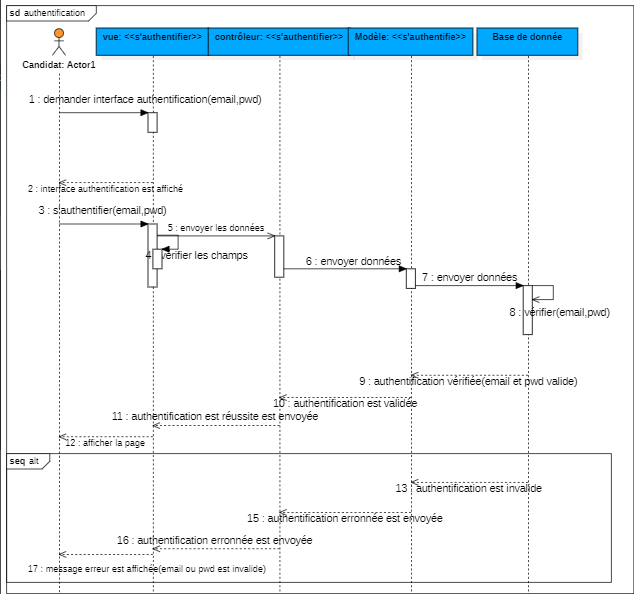 sd authentification
vue: <<s'authentifier>>
contrôleur: <<s'authentifier>>
Modèle: <<s'authentifie>>
Base de donnée
Candidat: Actor1
1 : demander interface authentification(email,pwd)
2 : interface authentification est affiché
3 : s'authentifier(email,pwd)
5 : envoyer les données
4 : vérifier les champs
6 : envoyer données
7 : envoyer données
8 : vérifier(email,pwd)
9 : authentification vérifiée(email et pwd valide)
10 : authentification est validée
11 : authentification est réussite est envoyée
12 : afficher la page
seq alt
13 : authentification est invalide
15 : authentification erronnée est envoyée
16 : authentification erronnée est envoyée
17 : message erreur est affichée(email ou pwd est invalide)